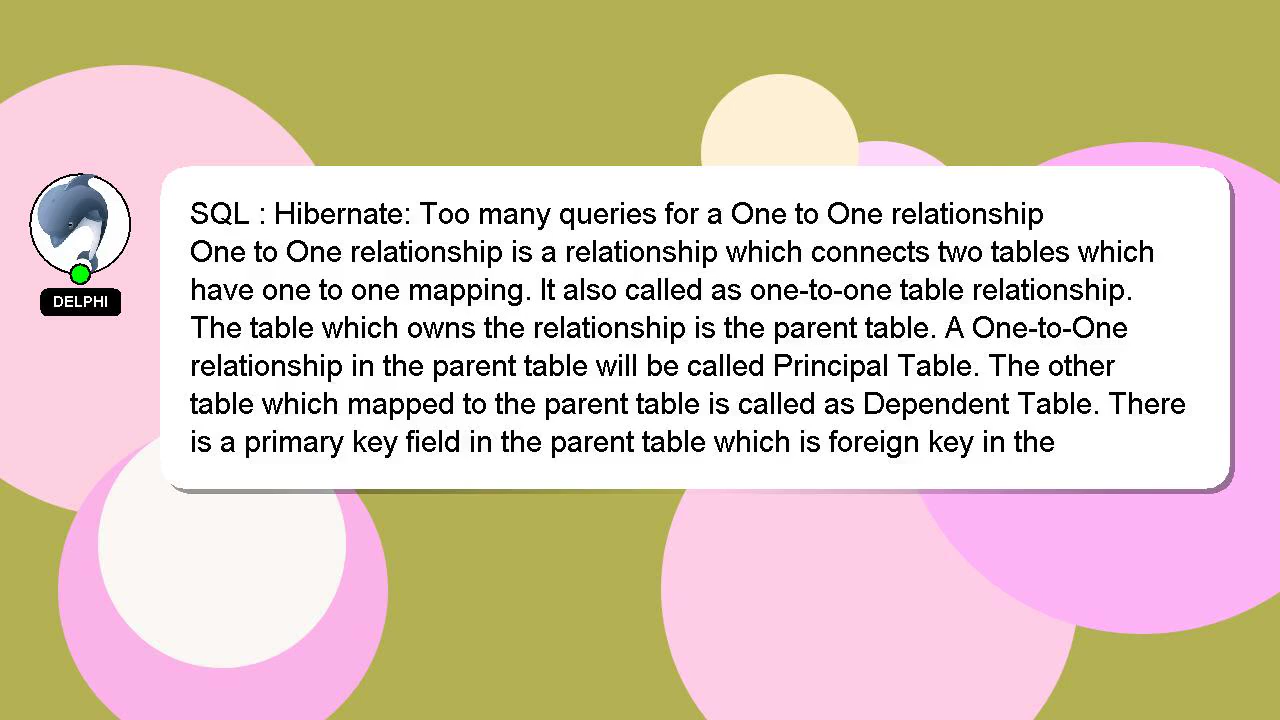 SQL : Hibernate: Too many queries for a One to One relationship
One to One relationship is a relationship which connects two tables which
have one to one mapping. It also called as one-to-one table relationship.
The table which owns the relationship is the parent table. A One-to-One
relationship in the parent table will be called Principal Table. The other
table which mapped to the parent table is called as Dependent Table. There
is a primary key field in the parent table which is foreign key in the
DELPHI